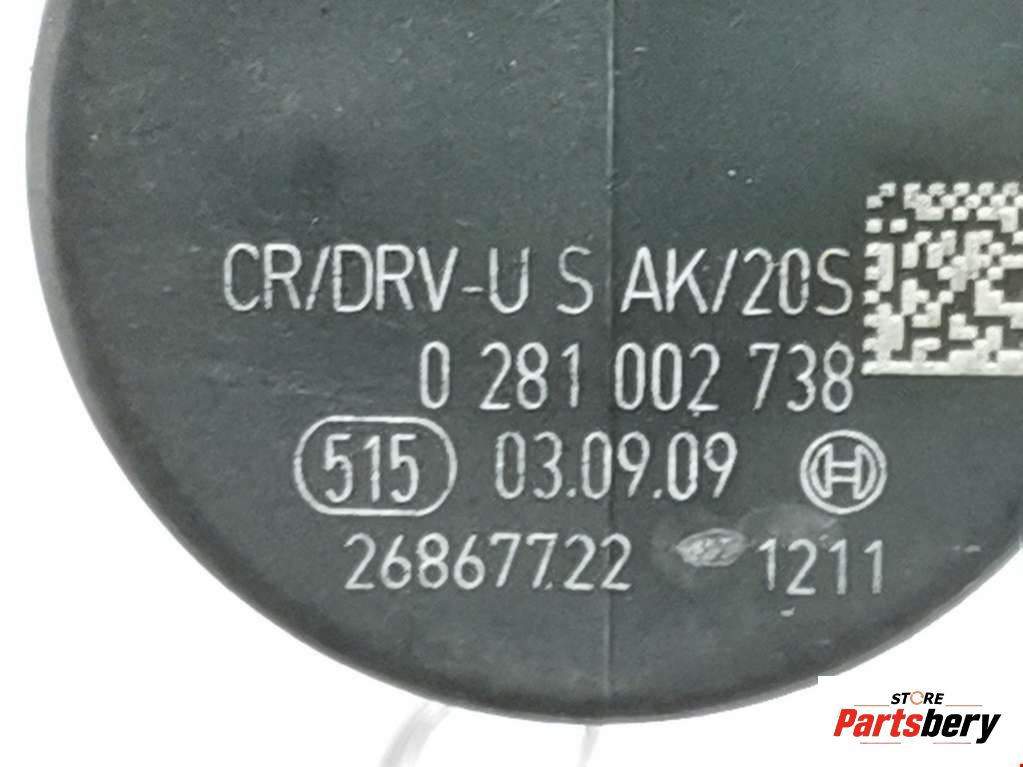 CR/DRV-U S AK/20S
0 281 002 738
515 03.09.09 H
26867722 1211
STORE
Partsbery